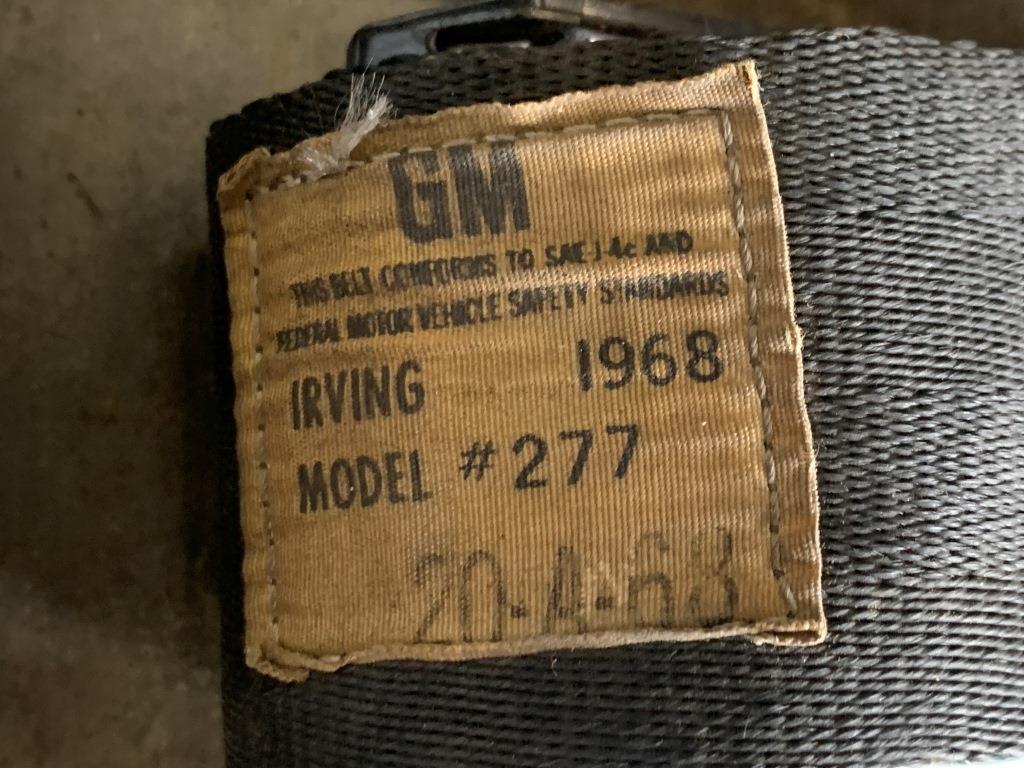 GM
THIS BELT CONFORMS TO SAE J-4c AND
FEDERAL MOTOR VEHICLE SAFETY STANDARDS
IRVING 1968
MODEL #277
20-A-68